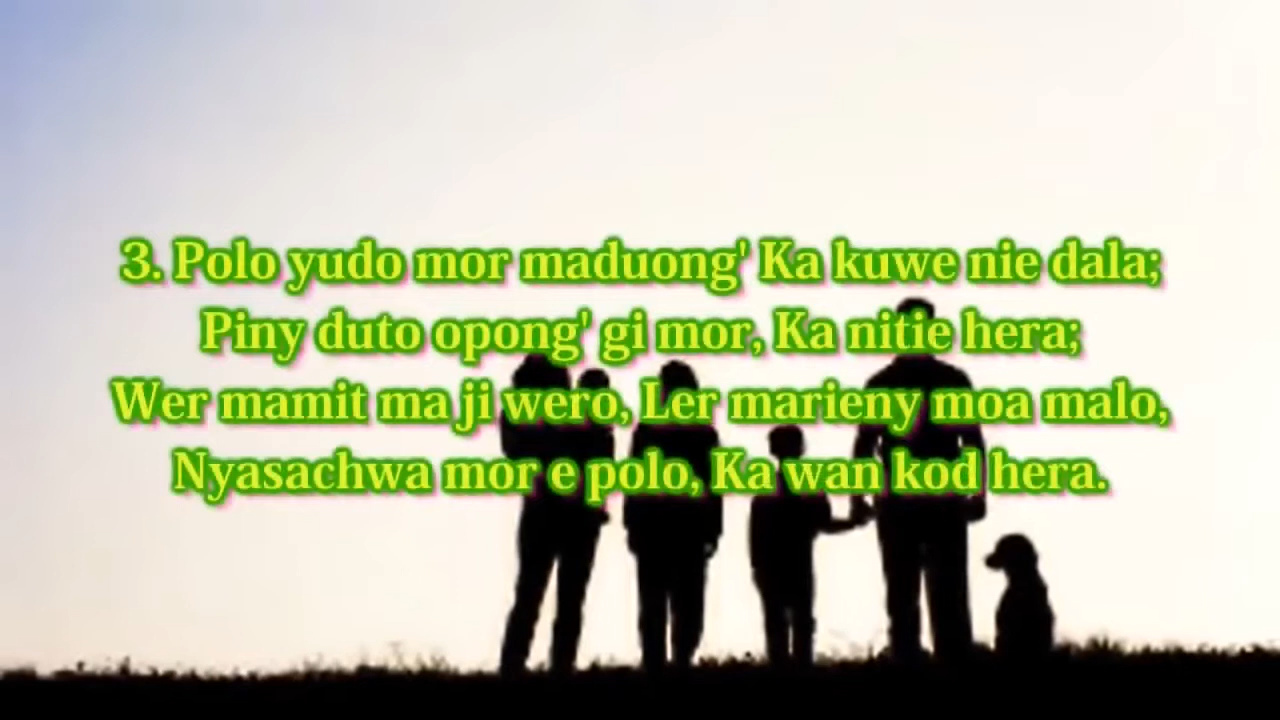 3. Polo yudo mor maduong' Ka kuwe nie dala;
Piny duto opong' gi mor, Ka nitie hera;
Wer mamit ma ji wero, Ler marieny moa malo,
Nyasachwa mor e polo, Ka wan kod hera.